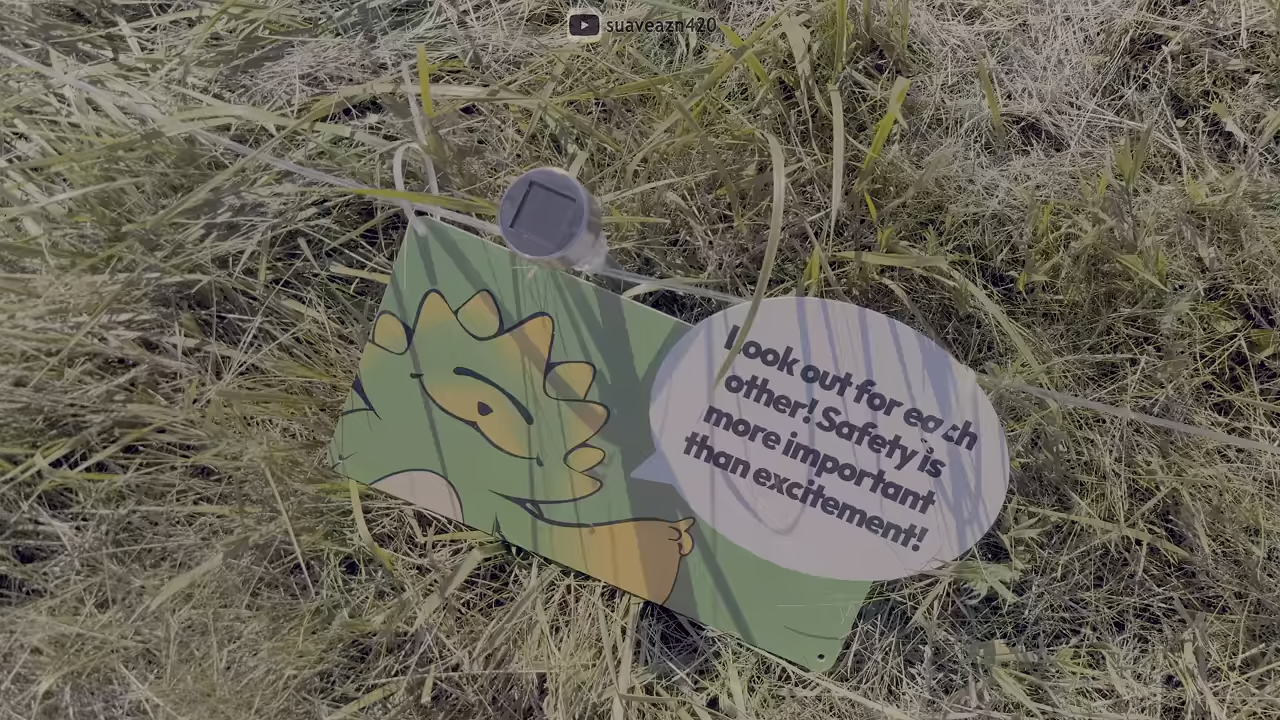 suaveazn420
Look out for each
other! Safety is
more important
than excitement!